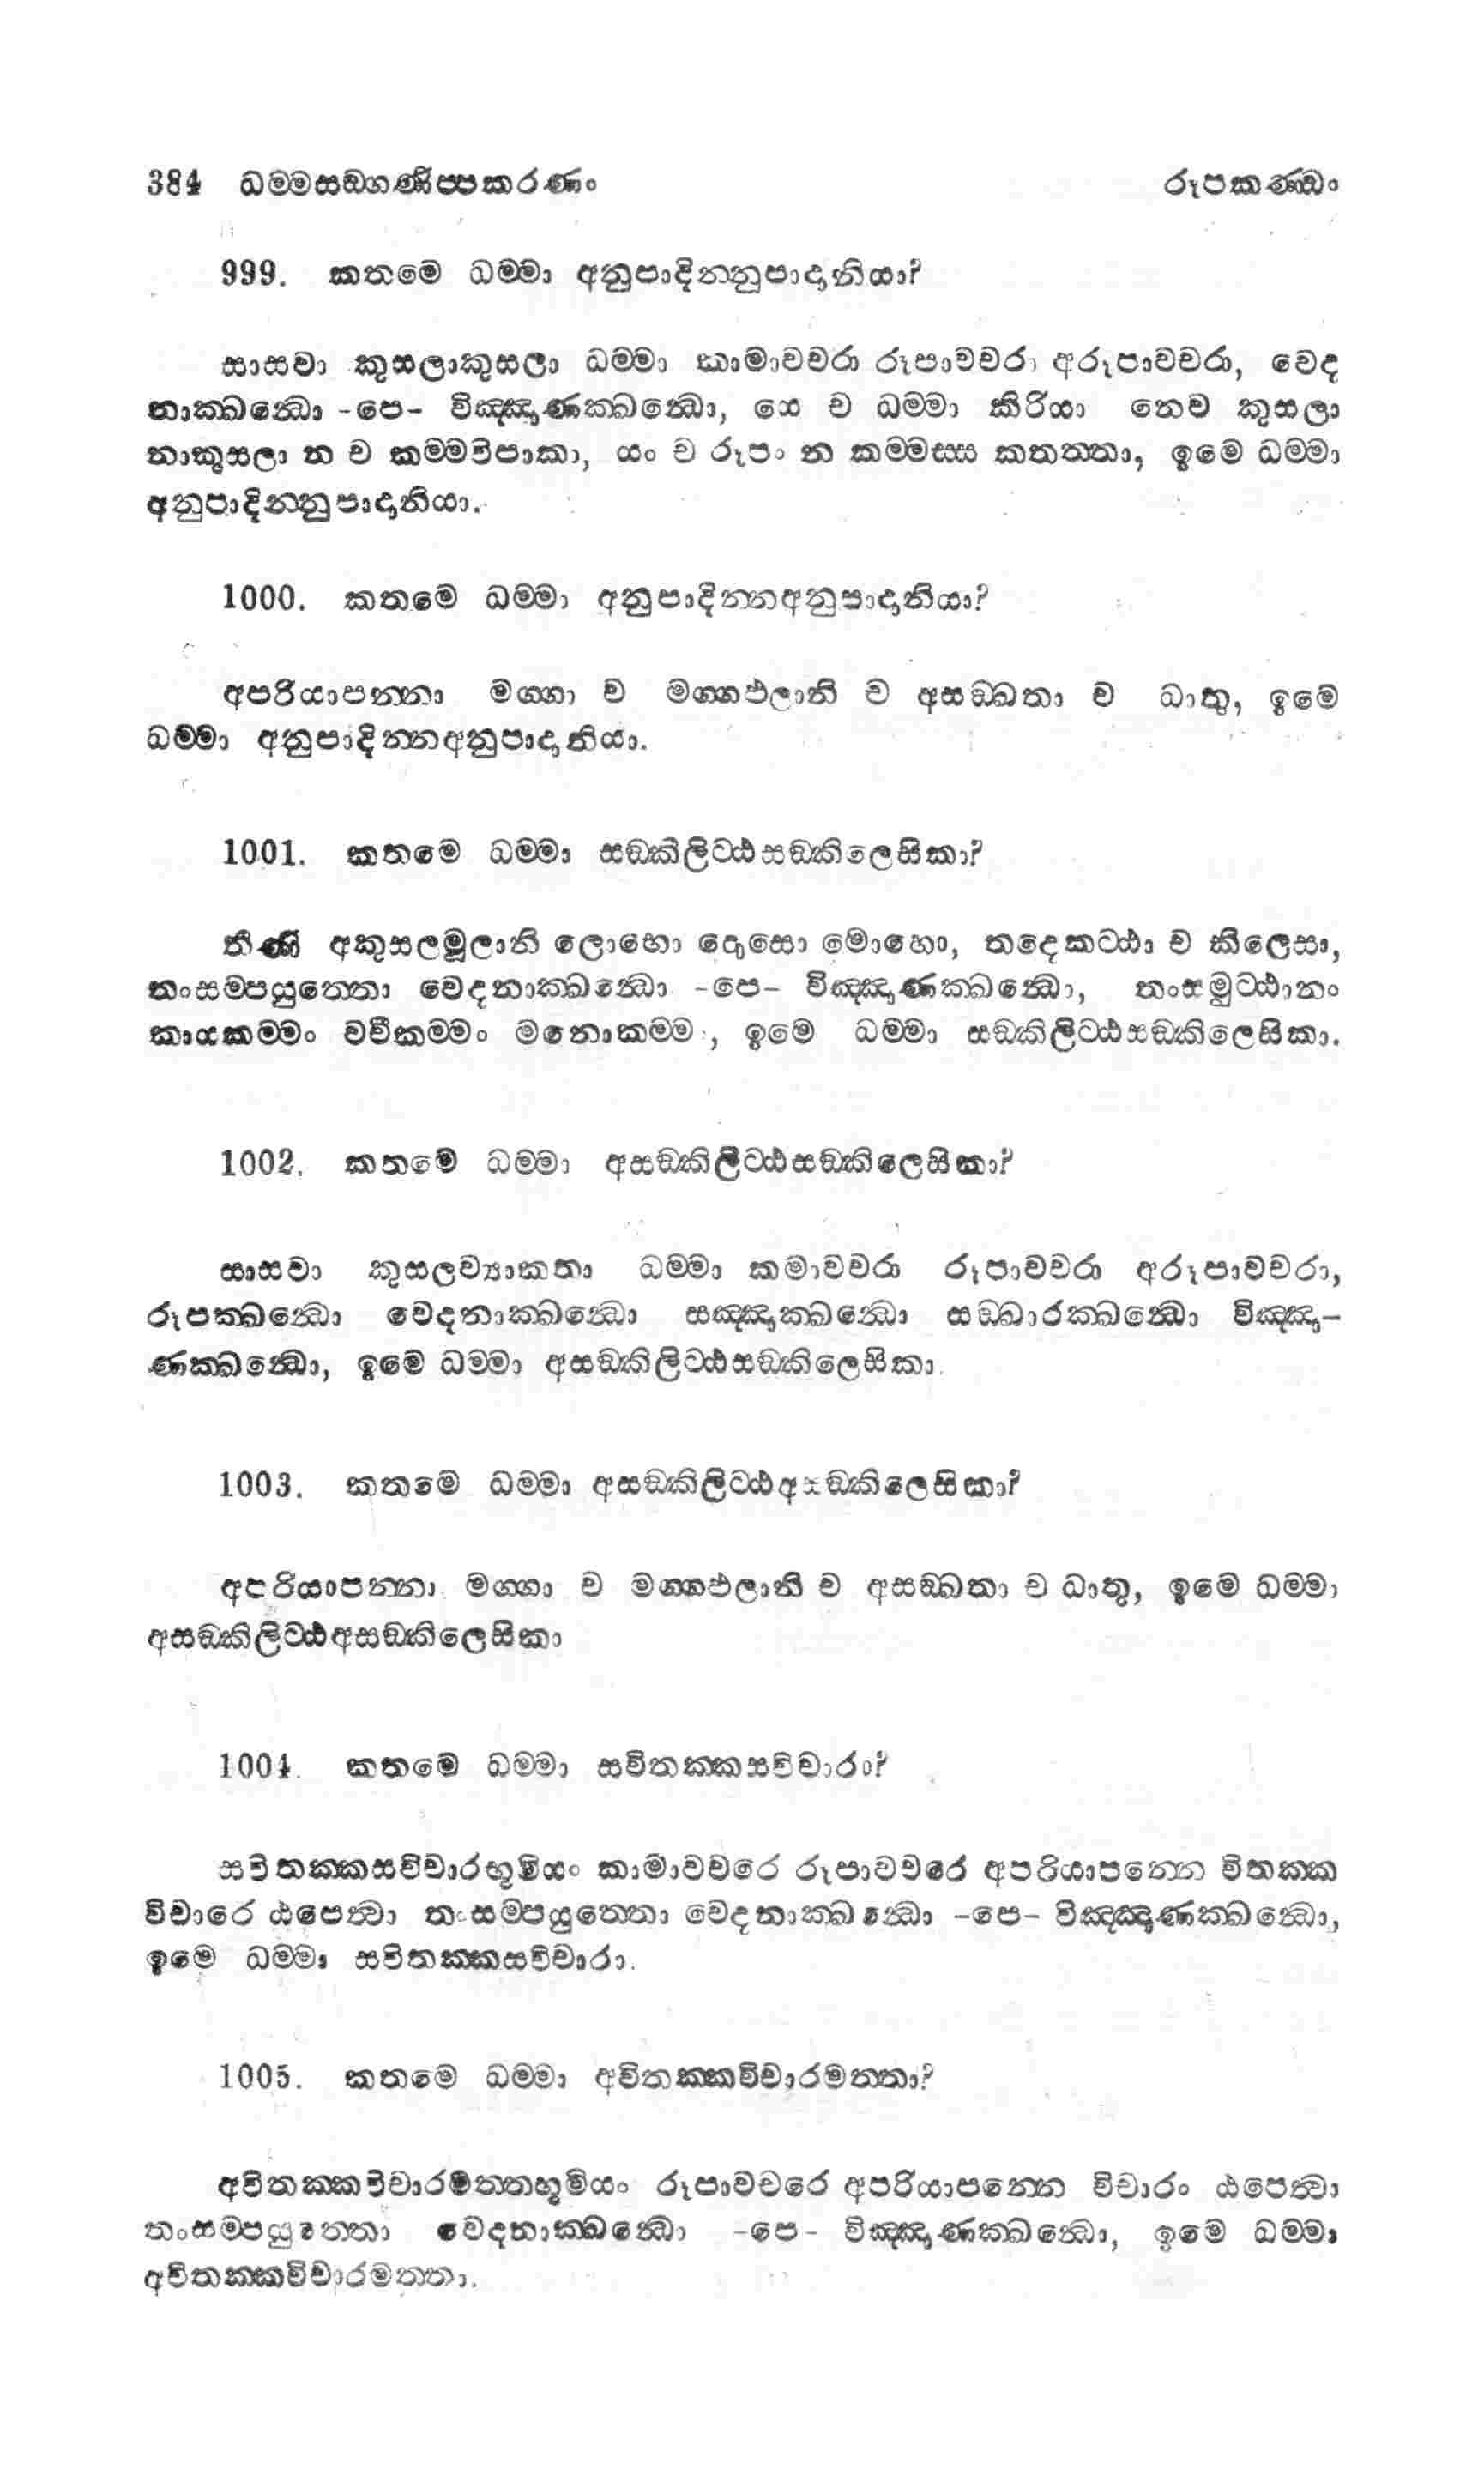 384 ධම‍්මසඞ‍්ගණිප‍්පකරණං රූපකණ‍්ඩං
999. කතමෙ ධම‍්මා අනුපාදින‍්නුපාදානියා?
සාසවා කුසලාකුසලා ධම‍්මා කාමාවචරා රූපාවචරා අරූපාවචරා, වෙද
නාක‍්ඛන්‍ධො -පෙ- විඤ‍්ඤාණක‍්ඛන්‍ධො, යෙ ච ධම‍්මා කිරියා නෙව කුසලා
නාකුසලා න ච කම‍්මවිපාකා, යං ච රූපං න කම‍්මස‍්ස කතත‍්තා, ඉමෙ ධම‍්මා
අනුපාදින‍්නුපාදානියා.
1000. කතමෙ ධම‍්මා අනුපාදින‍්නඅනුපාදානියා?
අපරියාපන‍්නා මග‍්ගා ච මග‍්ගඵලානි ච අසඞ‍්ඛතා ච ධාතු, ඉමෙ
ධම‍්මා අනුපාදින‍්නඅනුපාදානියා.
1001. කතමෙ ධම‍්මා සඞ‍්කිලිට‍්ඨසඞ‍්කිලෙසිකා?
තීණි අකුසලමූලානි ලොභො දොසො මොහො, තදෙකට‍්ඨා ච කිලෙසා,
තංසම‍්පයුත‍්තො වෙදනාක‍්ඛන්‍ධො -පෙ- විඤ‍්ඤාණක‍්ඛන්‍ධො, තංසමුට‍්ඨානං
කායකම‍්මං වචීකම‍්මං මනොකම‍්මං, ඉමෙ ධම‍්මා සඞ‍්කිලිට‍්ඨසඞ‍්කිලෙසිකා.
1002. කතමෙ ධම‍්මා අසඞ‍්කිලිට‍්ඨසඞ‍්කිලෙසිකා?
සාසවා කුසලව්‍යාකතා ධම‍්මා කමාවචරා රූපාවචරා අරූපාවචරා,
රූපක‍්ඛන්‍ධො වෙදනාක‍්ඛන්‍ධො සඤ‍්ඤාක‍්ඛන්‍ධො සඞ‍්ඛාරක‍්ඛන්‍ධො විඤ‍්ඤා-
ණක‍්ඛන්‍ධො, ඉමෙ ධම‍්මා අසඞ‍්කිලිට‍්ඨසඞ‍්කිලෙසිකා.
1003. කතමෙ ධම‍්මා අසඞ‍්කිලිට‍්ඨඅසඞ‍්කිලෙසිකා?
අපරියාපන‍්නා මග‍්ගා ච මග‍්ගඵලානි ච අසඞ‍්ඛතා ච ධාතු, ඉමෙ ධම‍්මා
අසඞ‍්කිලිට‍්ඨඅසඞ‍්කිලෙසිකා
1004. කතමෙ ධම‍්මා සවිතක‍්කසවිචාරා?
සවිතක‍්කසවිචාරභූමියං කාමාවචරෙ රූපාවචරෙ අපරියාපන‍්නෙ විතක‍්ක
විචාරෙ ඨපෙත්‍වා තංසම‍්පයුත‍්තො වෙදනාක‍්ඛන්‍ධො -පෙ- විඤ‍්ඤාණක‍්ඛන්‍ධො,
ඉමෙ ධම‍්මා සවිතක‍්කසවිචාරා.
1005. කතමෙ ධම‍්මා අවිතක‍්කවිචාරමත‍්තා?
අවිතක‍්කවිචාරමත‍්තභූමියං රූපාවචරෙ අපරියාපන‍්නෙ විචාරං ඨපෙත්‍වා
තංසම‍්පයුත‍්තො වෙදනාක‍්ඛන්‍ධො -පෙ- විඤ‍්ඤාණක‍්ඛන්‍ධො, ඉමෙ ධම‍්මා
අවිතක‍්කවිචාරමත‍්තා.